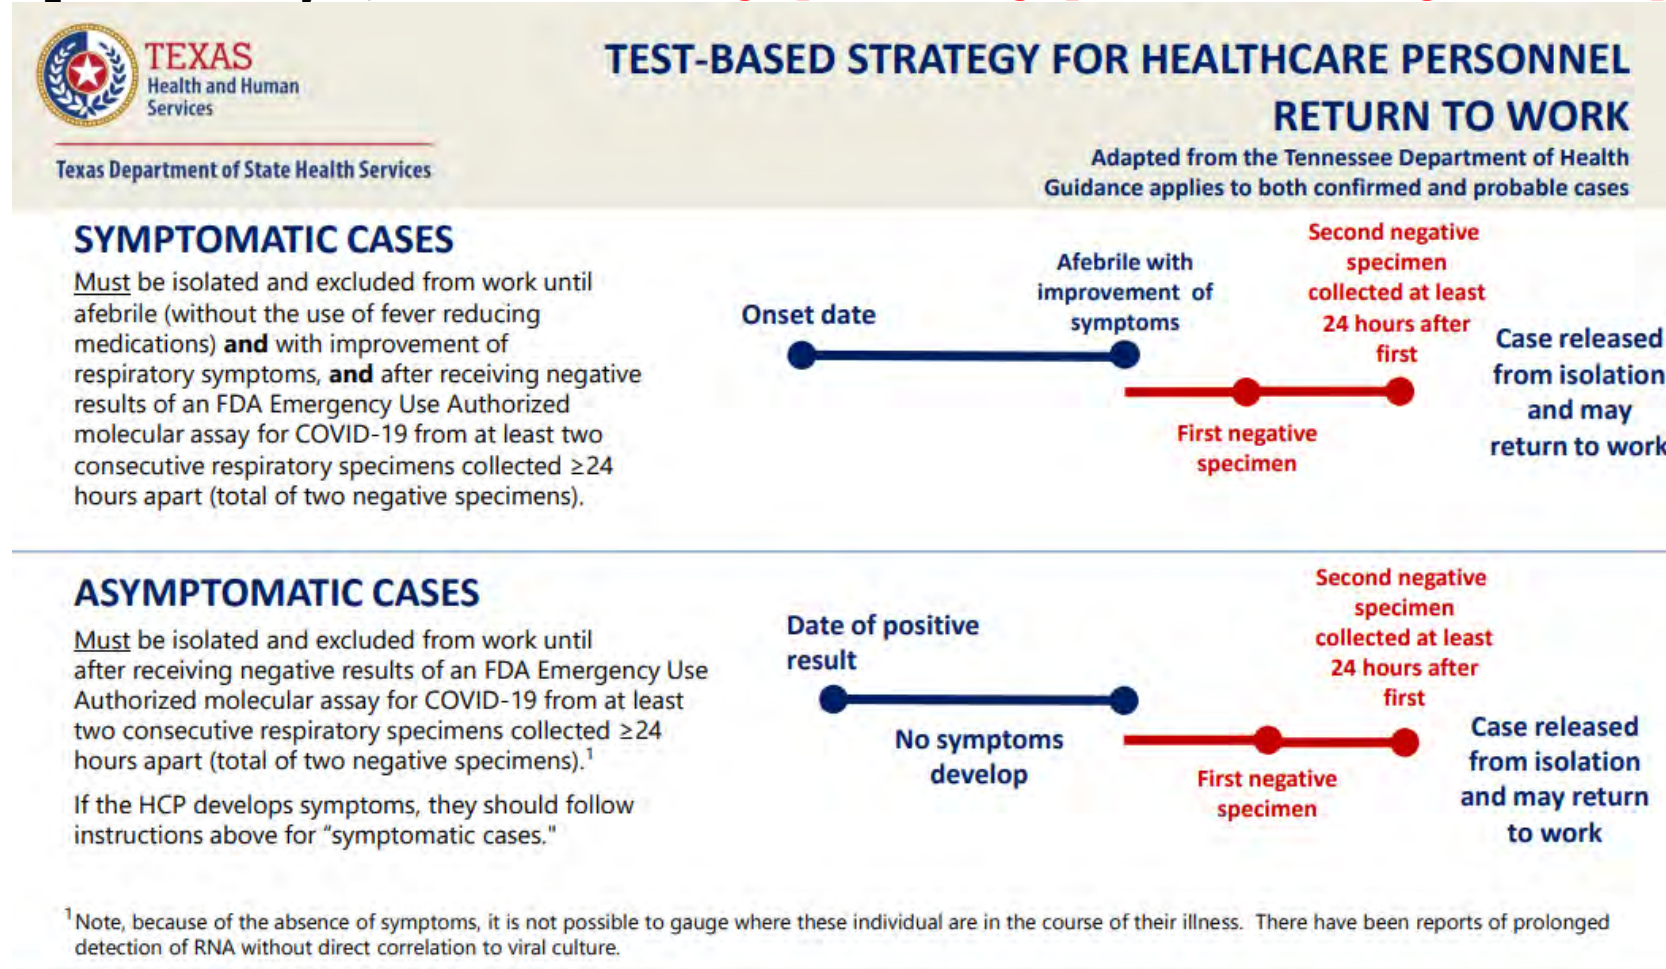 TEXAS
Health and Human
Services
Texas Department of State Health Services
TEST-BASED STRATEGY FOR HEALTHCARE PERSONNEL
RETURN TO WORK
Adapted from the Tennessee Department of Health
Guidance applies to both confirmed and probable cases
SYMPTOMATIC CASES
Must be isolated and excluded from work until
afebrile (without the use of fever reducing
medications) and with improvement of
respiratory symptoms, and after receiving negative
results of an FDA Emergency Use Authorized
molecular assay for COVID-19 from at least two
consecutive respiratory specimens collected ≥24
hours apart (total of two negative specimens).
Onset date
Afebrile with
improvement of
symptoms
First negative
specimen
Second negative
specimen
collected at least
24 hours after
first
Case released
from isolation
and may
return to work
ASYMPTOMATIC CASES
Must be isolated and excluded from work until
after receiving negative results of an FDA Emergency Use
Authorized molecular assay for COVID-19 from at least
two consecutive respiratory specimens collected ≥24
hours apart (total of two negative specimens).¹
If the HCP develops symptoms, they should follow
instructions above for “symptomatic cases."
Date of positive
result
No symptoms
develop
First negative
specimen
Second negative
specimen
collected at least
24 hours after
first
Case released
from isolation
and may return
to work
¹Note, because of the absence of symptoms, it is not possible to gauge where these individual are in the course of their illness. There have been reports of prolonged
detection of RNA without direct correlation to viral culture.